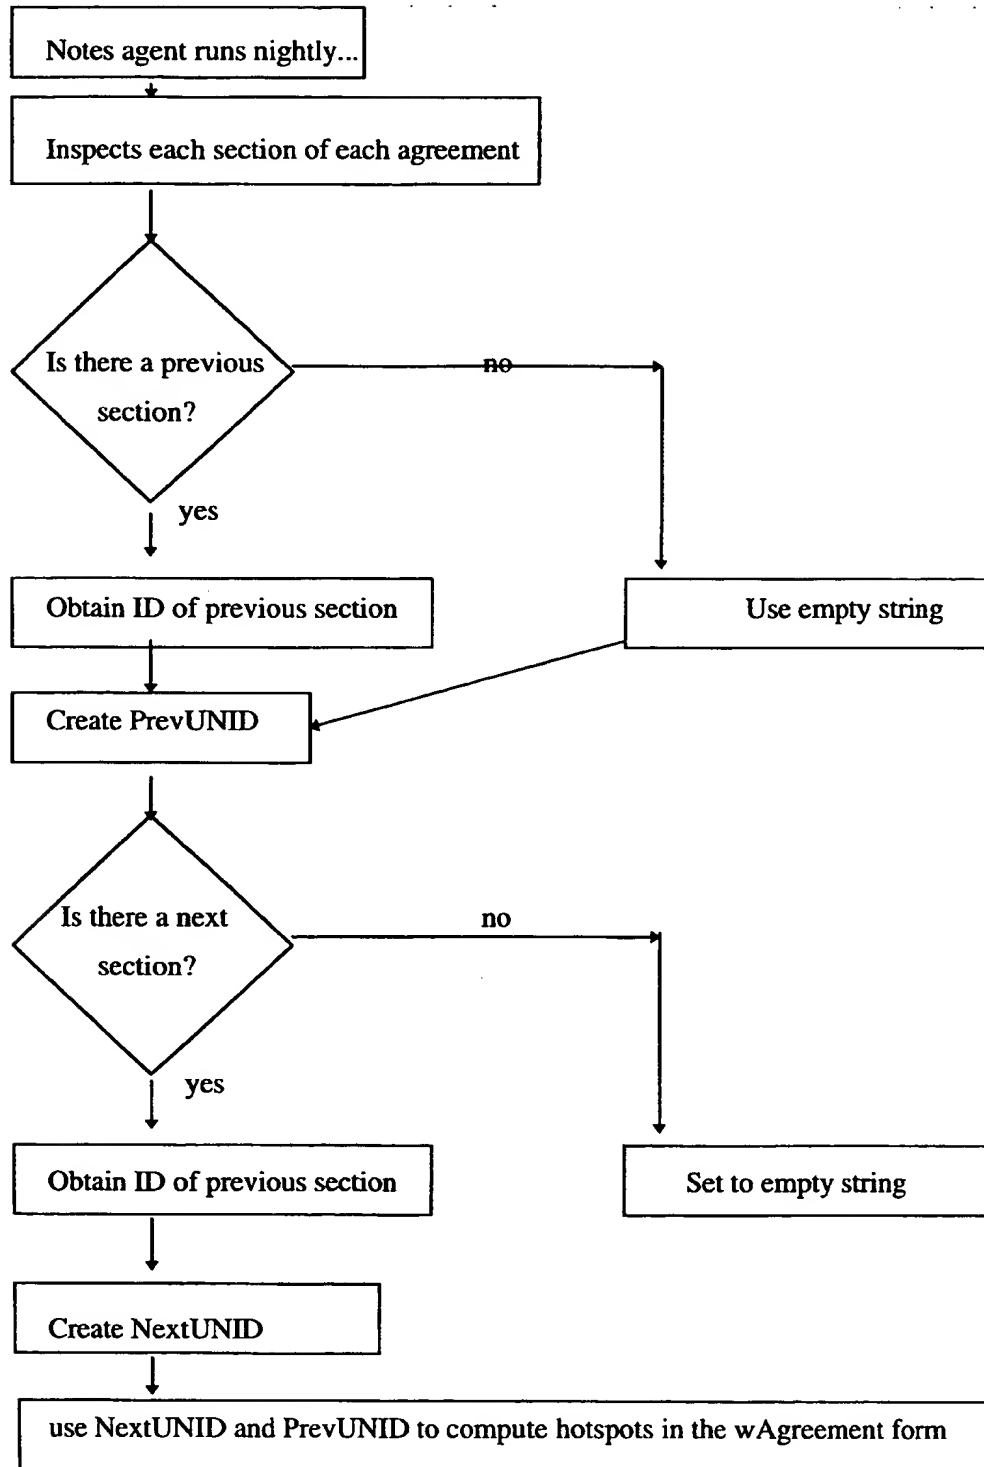 Notes agent runs nightly...
Inspects each section of each agreement
Is there a previous
section?
no
yes
Obtain ID of previous section
Use empty string
Create PrevUNID
Is there a next
section?
no
yes
Obtain ID of previous section
Set to empty string
Create NextUNID
use NextUNID and PrevUNID to compute hotspots in the wAgreement form